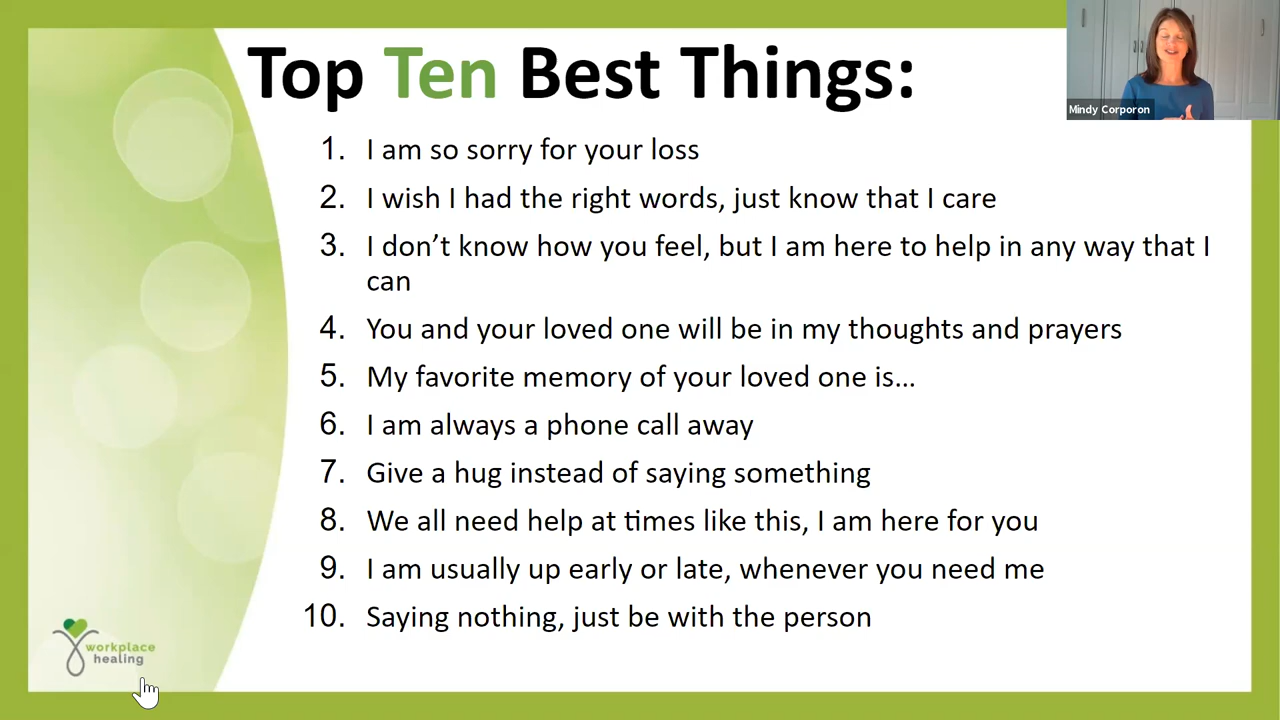 Top Ten Best Things:
Mindy Corporon
1. I am so sorry for your loss
2. I wish I had the right words, just know that I care
3. I don’t know how you feel, but I am here to help in any way that I
can
4. You and your loved one will be in my thoughts and prayers
5. My favorite memory of your loved one is...
6. I am always a phone call away
7. Give a hug instead of saying something
8. We all need help at times like this, I am here for you
9. I am usually up early or late, whenever you need me
10. Saying nothing, just be with the person
workplace
healing